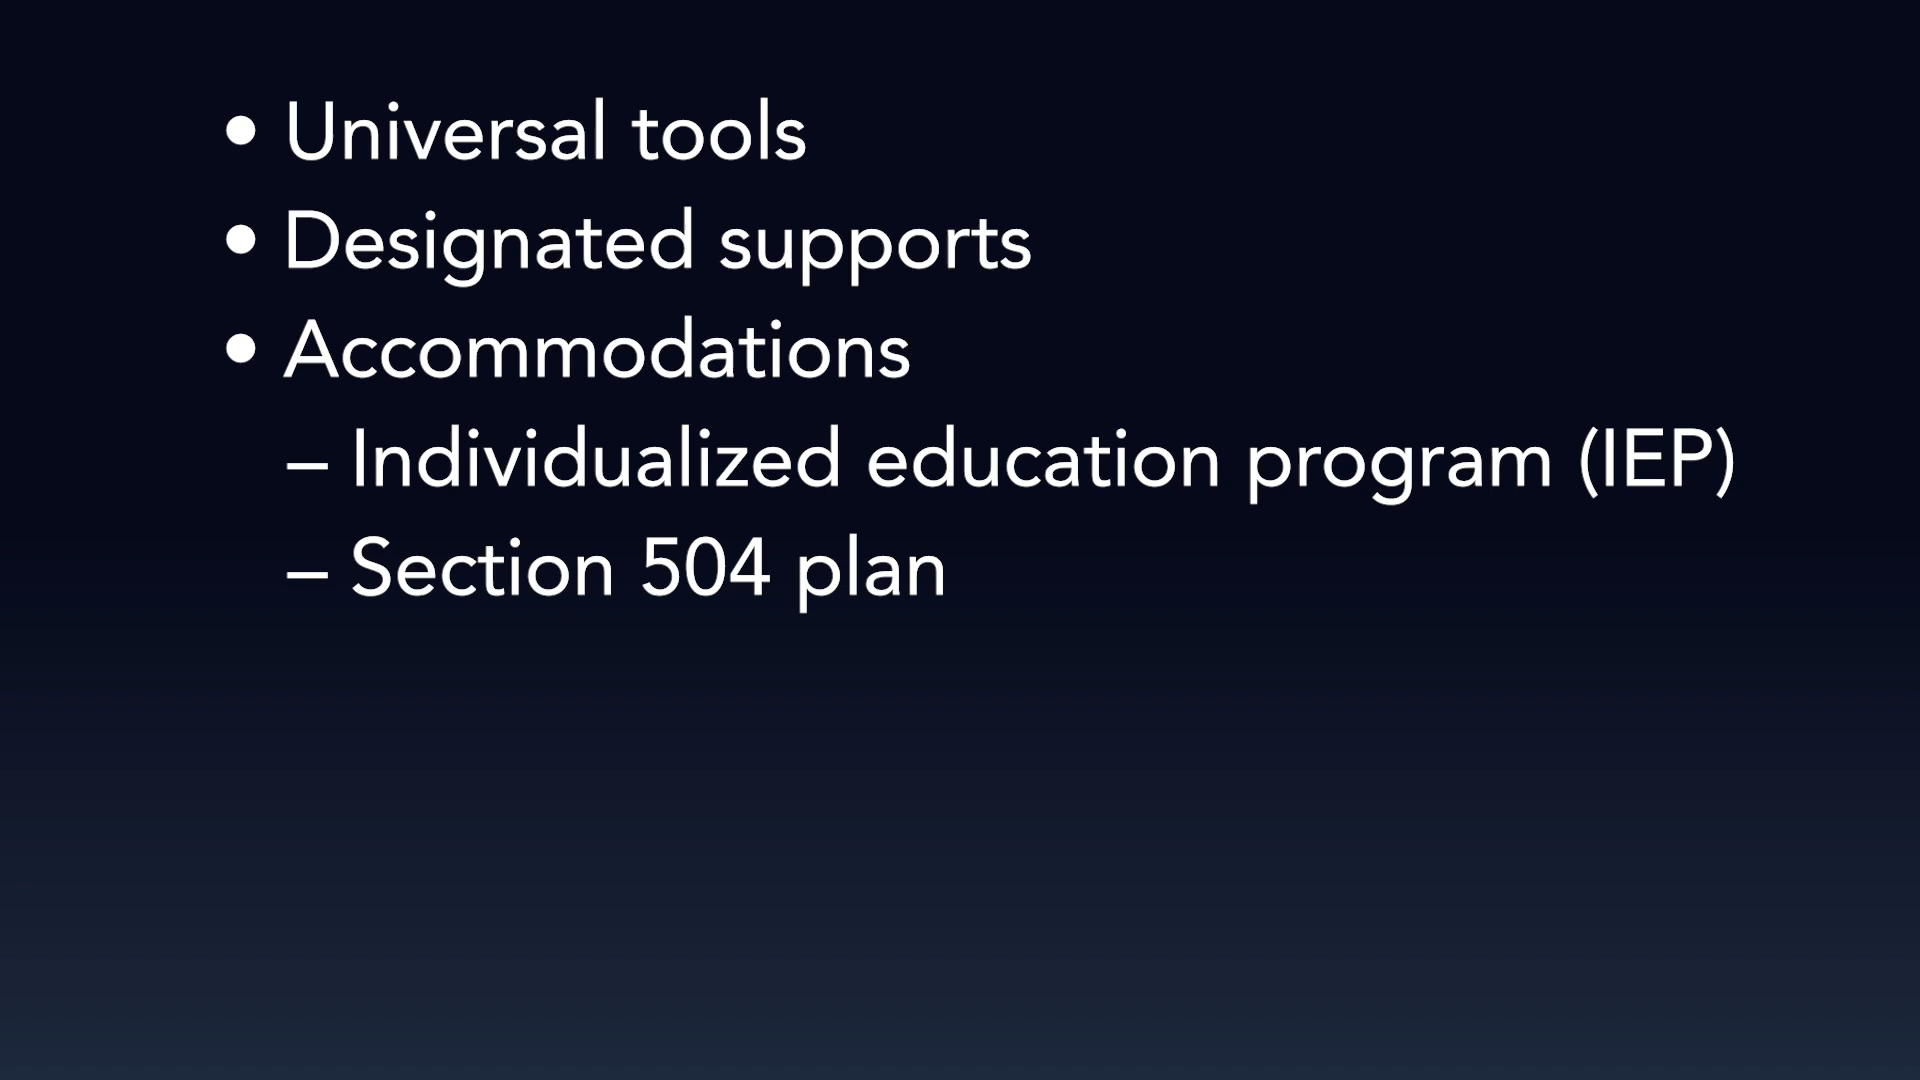 • Universal tools
• Designated supports
• Accommodations
– Individualized education program (IEP)
– Section 504 plan